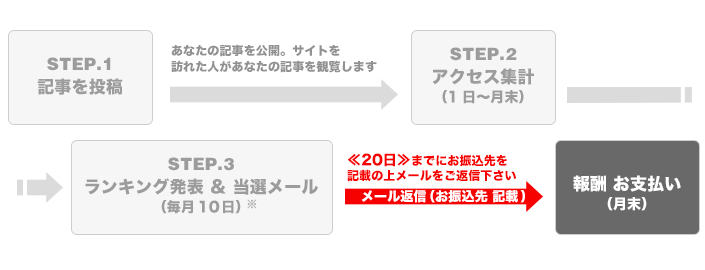 STEP.1
記事を投稿
あなたの記事を公開。サイトを
訪れた人があなたの記事を観覧します
STEP.2
アクセス集計
（1日～月末）
STEP.3
ランキング発表 ＆ 当選メール
（毎月10日）※
≪20日≫までにお振込先を
記載の上メールをご返信下さい
メール返信（お振込先 記載）
報酬 お支払い
（月末）